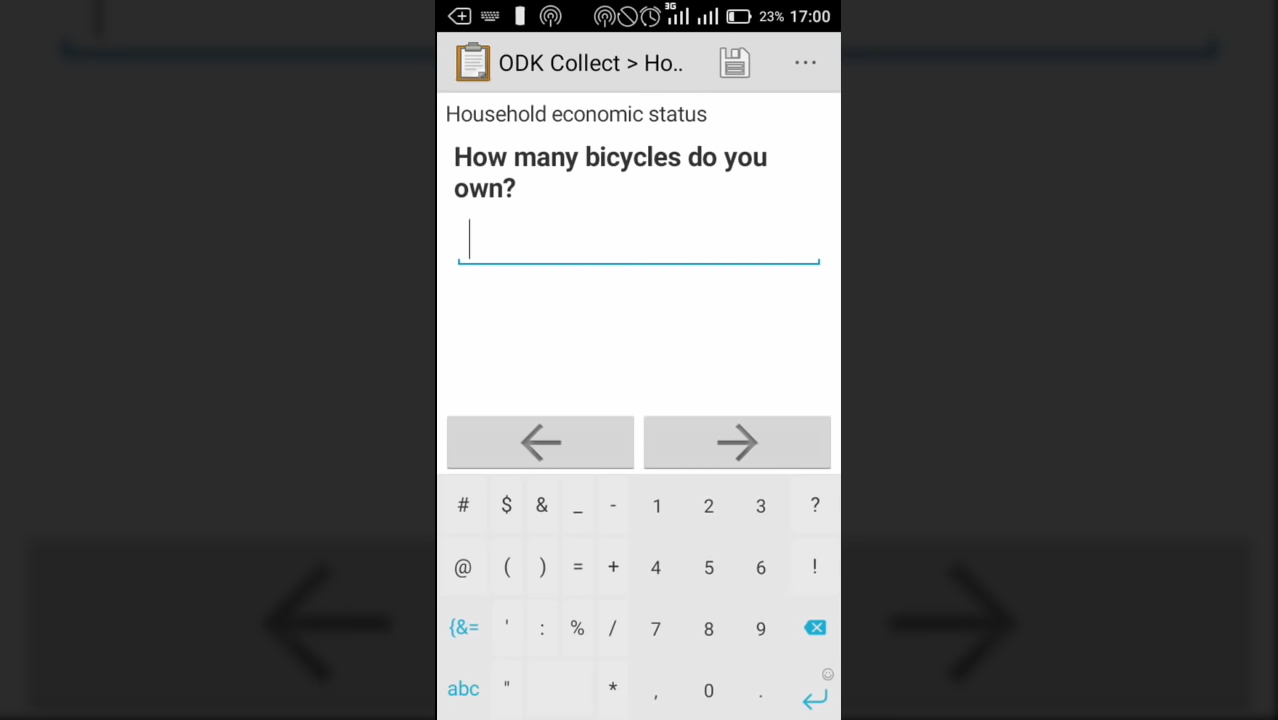 3G
23% 17:00
ODK Collect > Ho..
...
Household economic status
How many bicycles do you
own?
# $ & _ - 1 2 3 ?
@ ( ) = + 4 5 6 !
{&= ' : % / 7 8 9
abc " * , 0 .